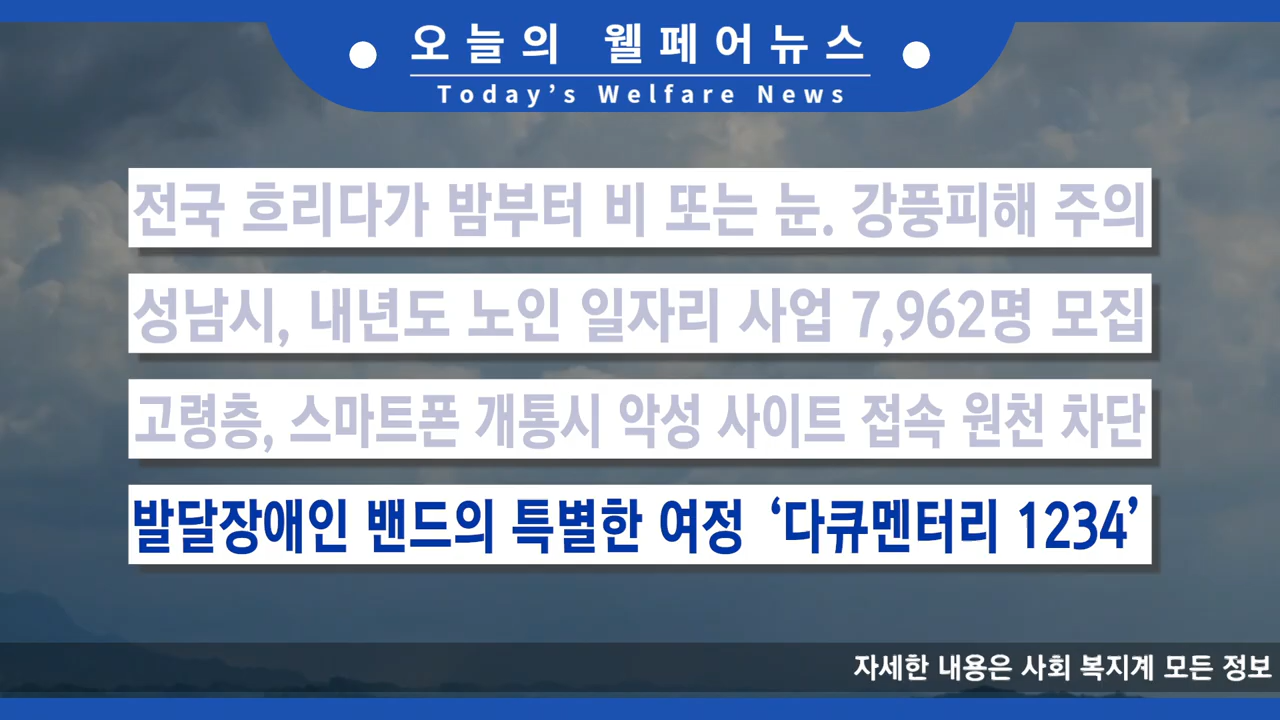 오늘의 웰페어뉴스
Today’s Welfare News
전국 흐리다가 밤부터 비 또는 눈. 강풍피해 주의
성남시, 내년도 노인 일자리 사업 7,962명 모집
고령층, 스마트폰 개통시 악성 사이트 접속 원천 차단
발달장애인 밴드의 특별한 여정 ‘다큐멘터리 1234’
자세한 내용은 사회 복지계 모든 정보